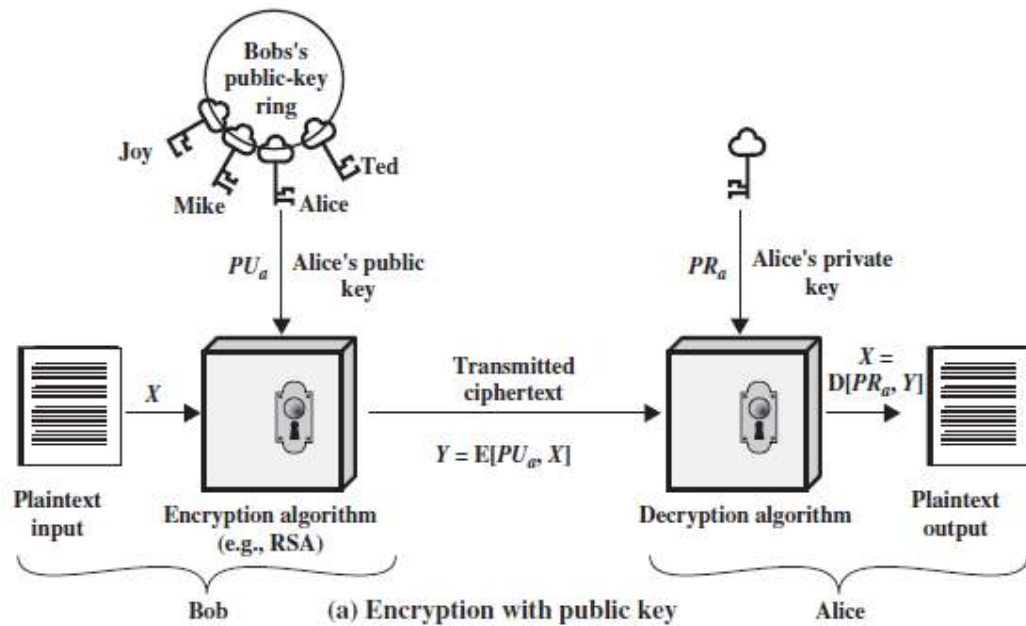 Bobs's
public-key
ring
Joy
Mike
Alice
Ted
PUa
Alice's public
key
PRa
Alice's private
key
X
Transmitted
ciphertext
Y = E[PUa, X]
X =
D[PRa, Y]
Plaintext
input
Encryption algorithm
(e.g., RSA)
Decryption algorithm
Plaintext
output
Bob
(a) Encryption with public key
Alice